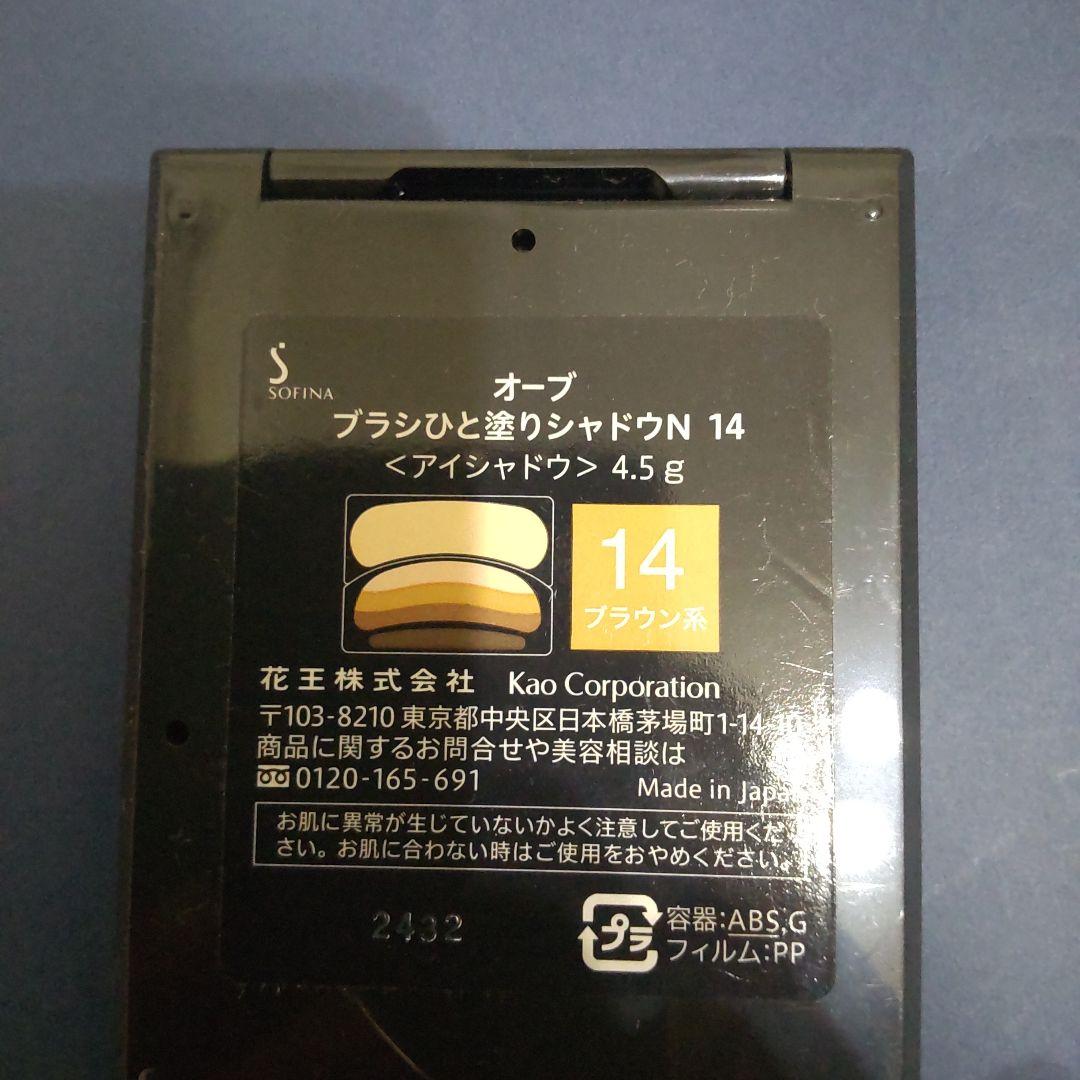 SOFINA
オーブ
ブラシひと塗りシャドウN 14
<アイシャドウ> 4.5g
14
ブラウン系
花王株式会社 Kao Corporation
〒103-8210 東京都中央区日本橋茅場町1-14-10
商品に関するお問合せや美容相談は
0120-165-691
Made in Japan
お肌に異常が生じていないかよく注意してご使用くだ
さい。お肌に合わない時はご使用をおやめください。
2432
プラ
容器:ABS,G
フィルム:PP